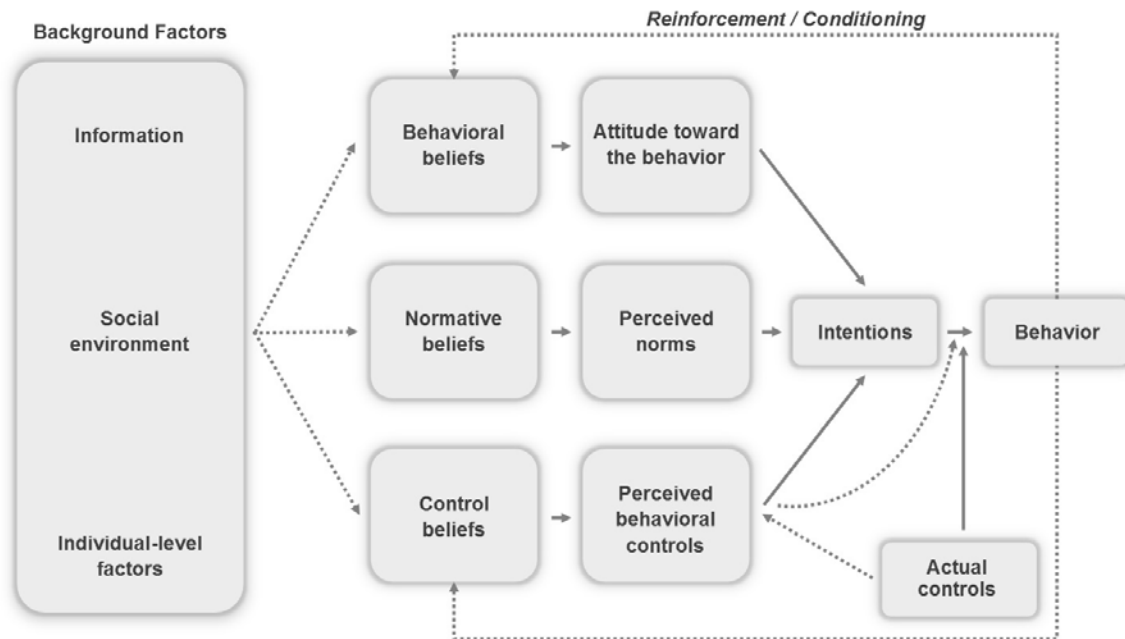 Reinforcement / Conditioning
Background Factors
Information
Social
environment
Individual-level
factors
Behavioral
beliefs
Attitude toward
the behavior
Normative
beliefs
Perceived
norms
Intentions
Behavior
Control
beliefs
Perceived
behavioral
controls
Actual
controls